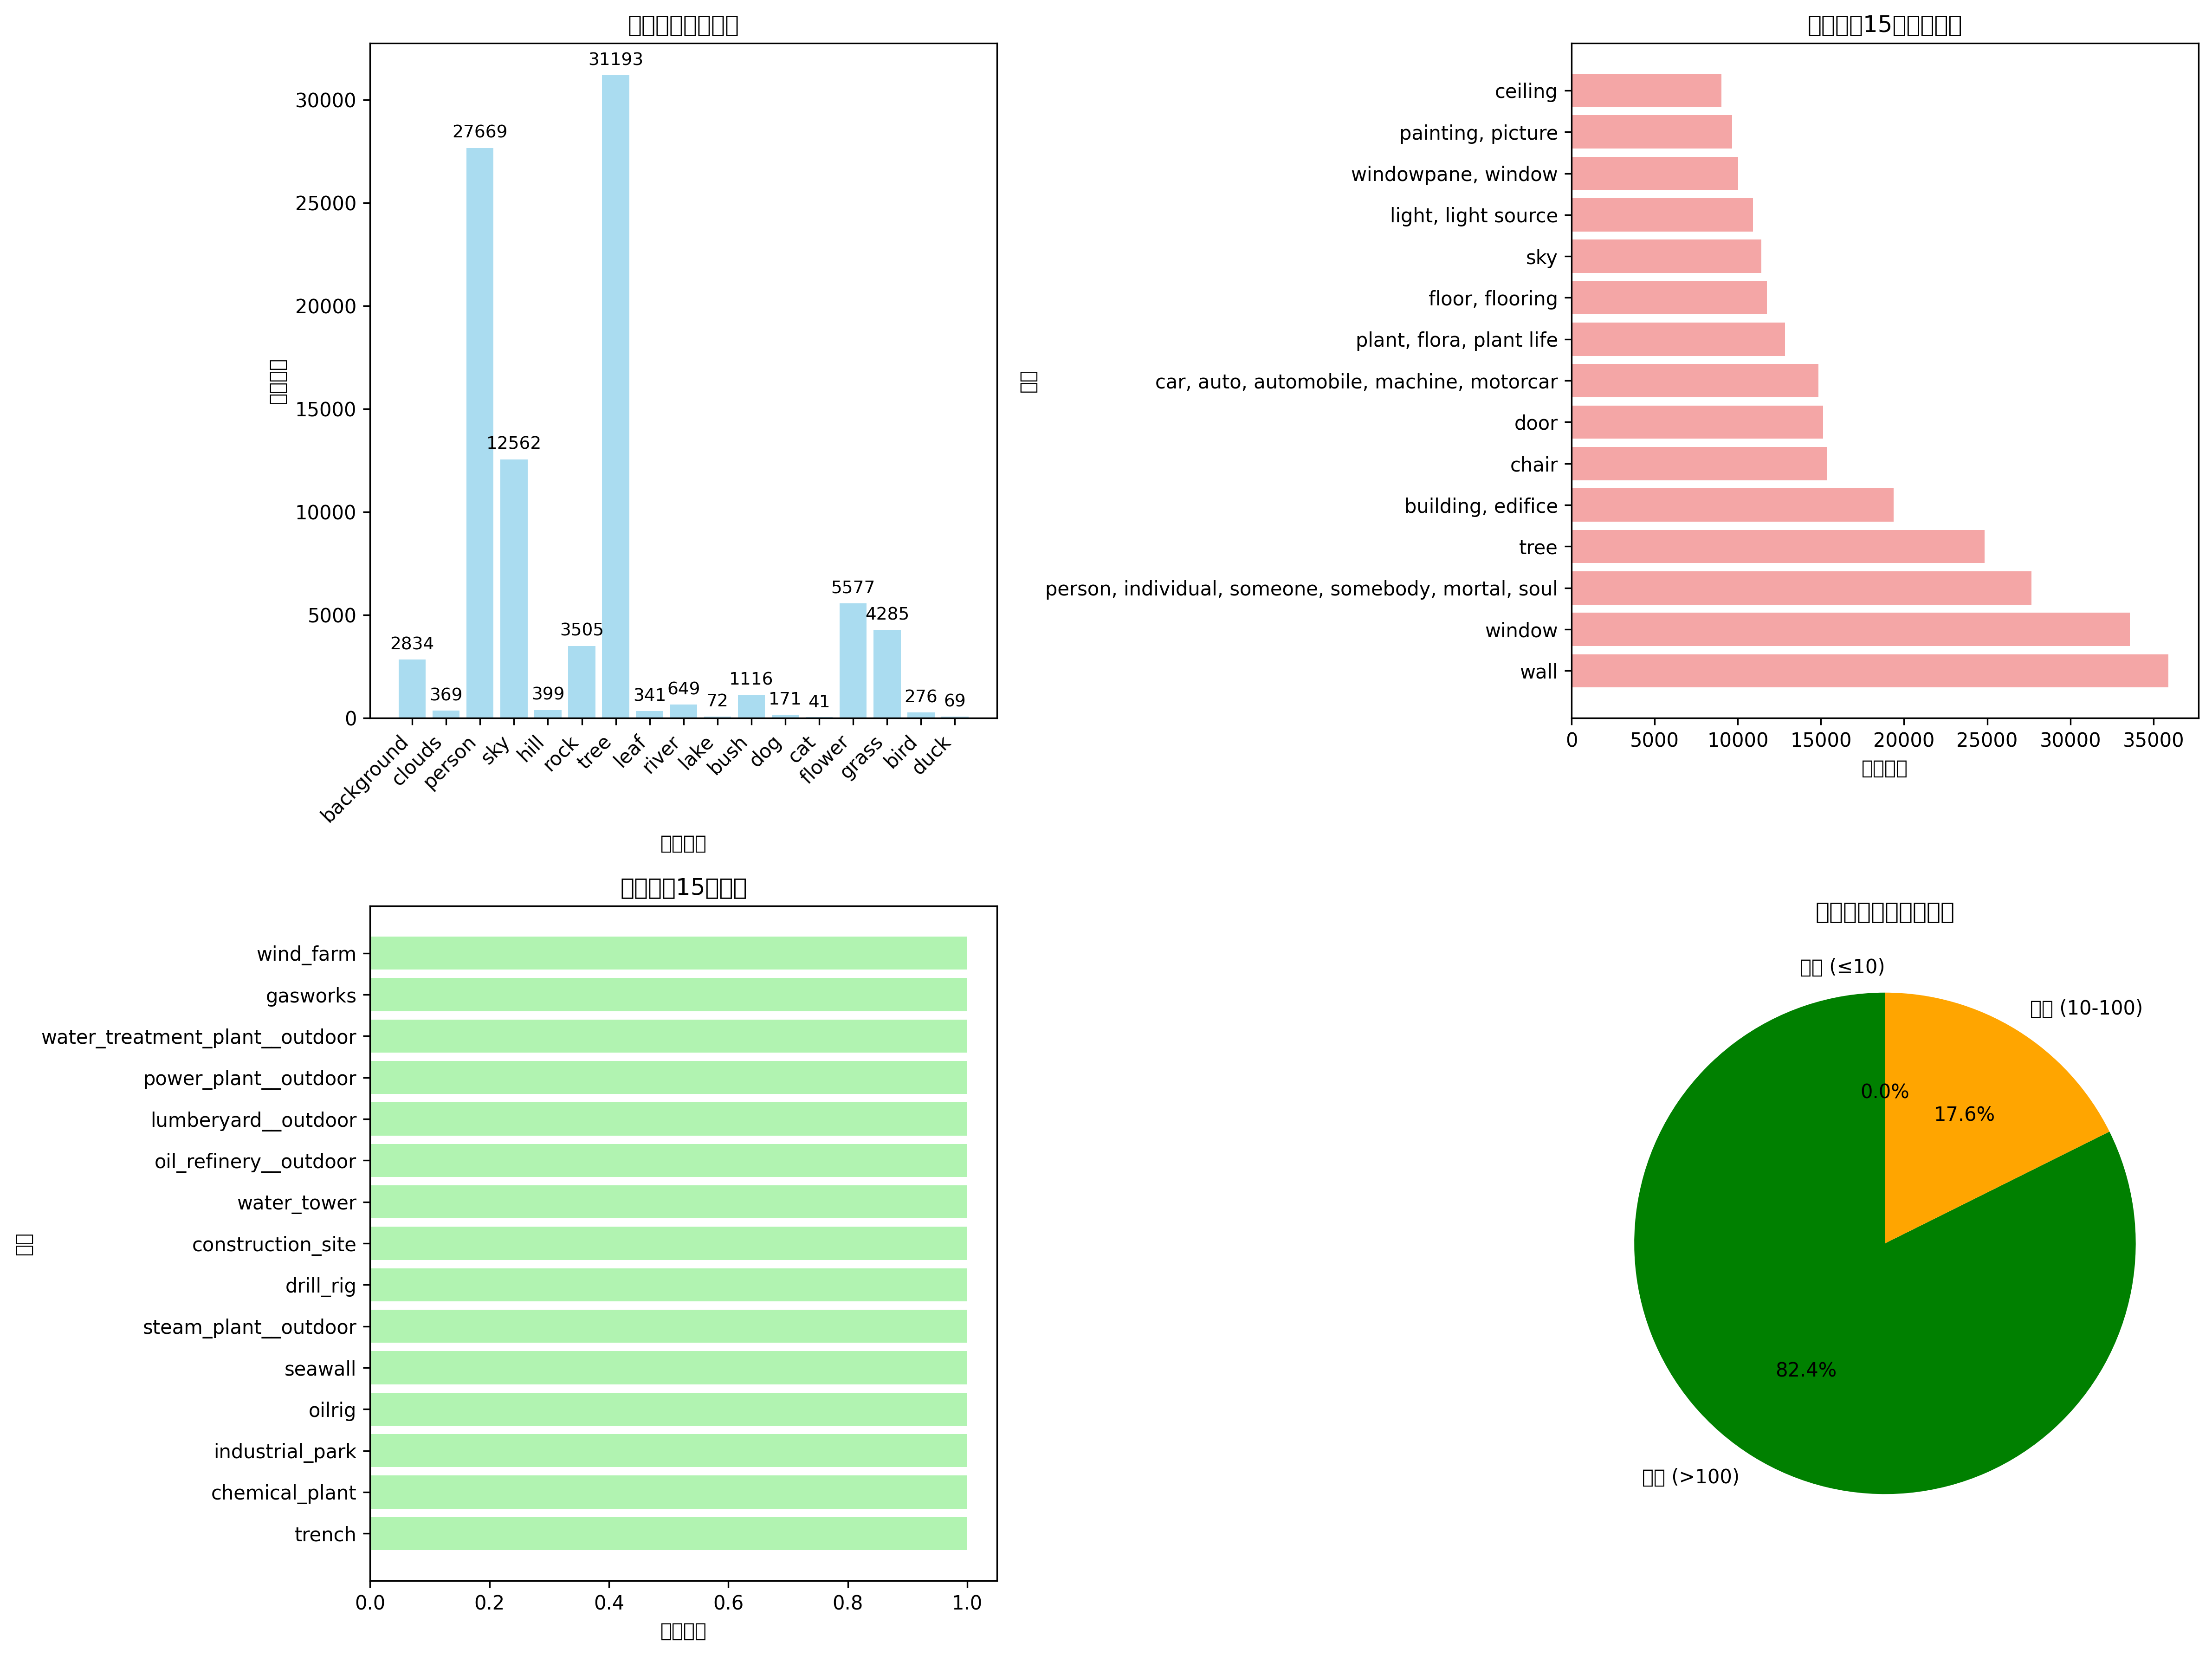 30000
25000
20000
15000
10000
5000
0
2834
369
27669
12562
399
3505
31193
341
649
72
1116
171
41
5577
4285
276
69
background
clouds
person
sky
hill
rock
tree
leaf
river
lake
bush
dog
cat
flower
grass
bird
duck
15
ceiling
painting, picture
windowpane, window
light, light source
sky
floor, flooring
plant, flora, plant life
car, auto, automobile, machine, motorcar
door
chair
building, edifice
tree
person, individual, someone, somebody, mortal, soul
window
wall
0 5000 10000 15000 20000 25000 30000 35000
15
wind_farm
gasworks
water_treatment_plant__outdoor
power_plant__outdoor
lumberyard__outdoor
oil_refinery__outdoor
water_tower
construction_site
drill_rig
steam_plant__outdoor
seawall
oilrig
industrial_park
chemical_plant
trench
0.0 0.2 0.4 0.6 0.8 1.0
(≤10)
(10-100)
0.0%
17.6%
82.4%
(>100)